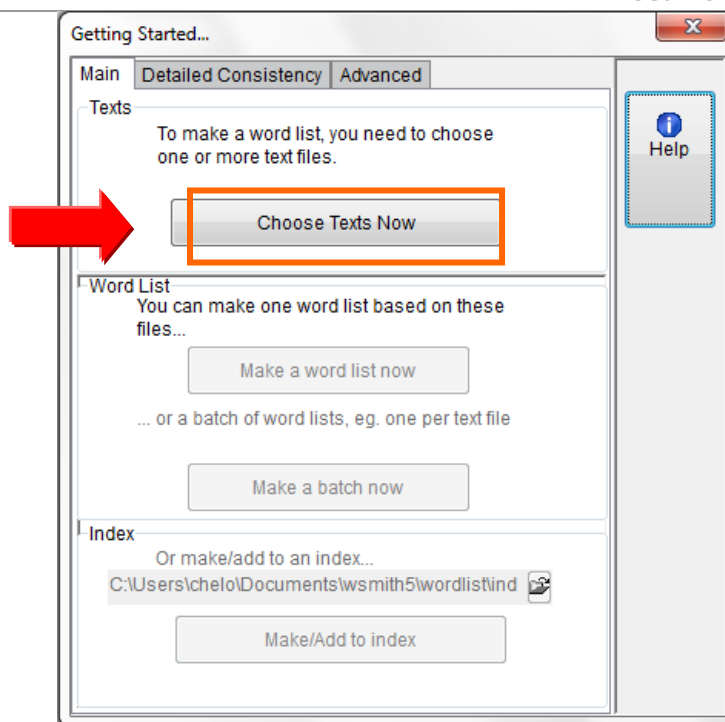 Getting Started...
Main Detailed Consistency Advanced
Texts
To make a word list, you need to choose
one or more text files.
Help
Choose Texts Now
Word List
You can make one word list based on these
files...
Make a word list now
... or a batch of word lists, eg. one per text file
Make a batch now
Index
Or make/add to an index...
C:\Users\chelo\Documents\wsmith5\wordlist\ind
Make/Add to index